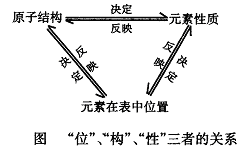 决定
原子结构 元素性质
反映
反映 决定
决定 反映
元素在表中位置
图 “位”、“构”、“性”三者的关系